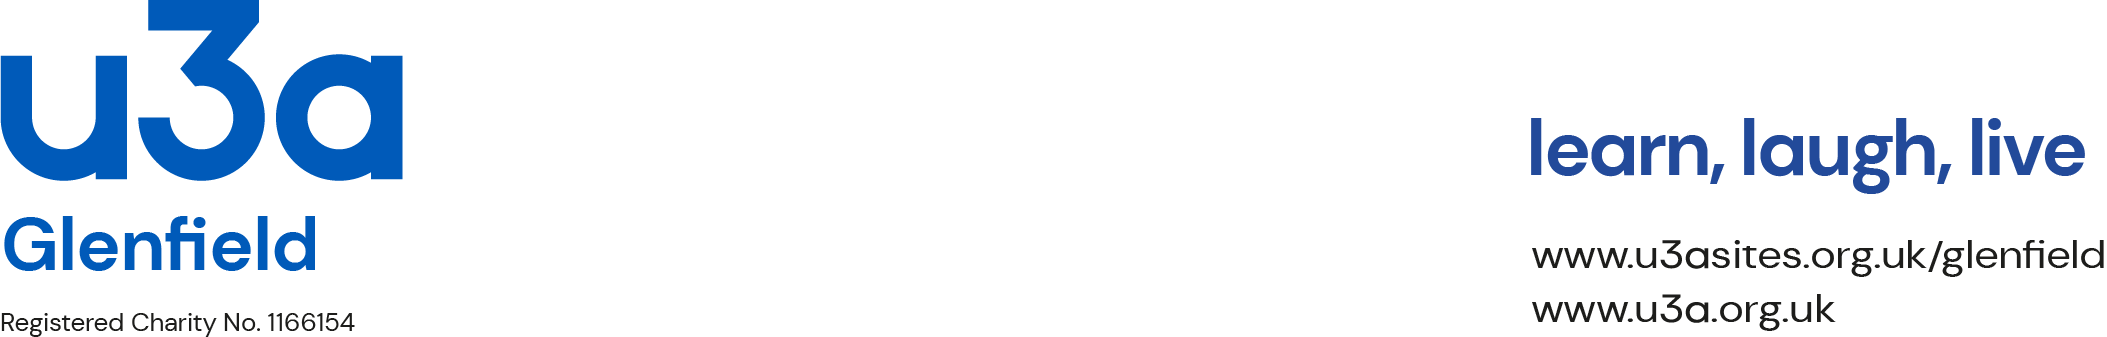 u3a
Glenfield
Registered Charity No. 1166154
learn, laugh, live
www.u3asites.org.uk/glenfield
www.u3a.org.uk